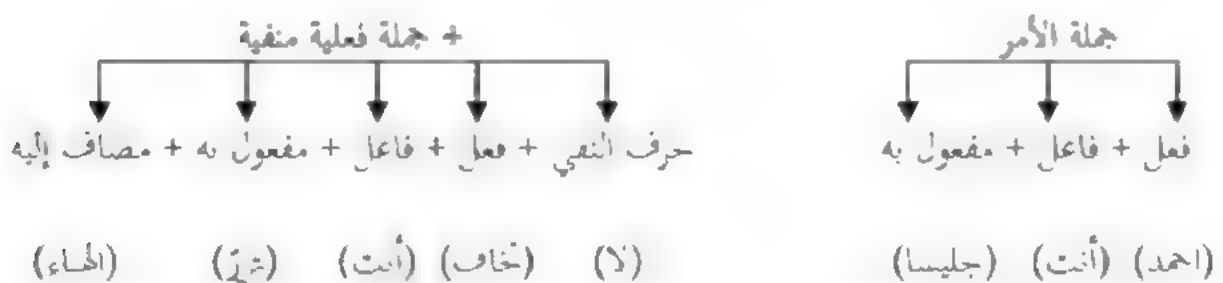 جملة الأمر + جملة فعلية منفية
فعل + فاعل + مفعول به حرف النفي + فعل + فاعل + مفعول به + مضاف إليه
(احمد) (أنت) (جليسا) (لا) (تخاف) (أنت) (شرّ) (الهاء)